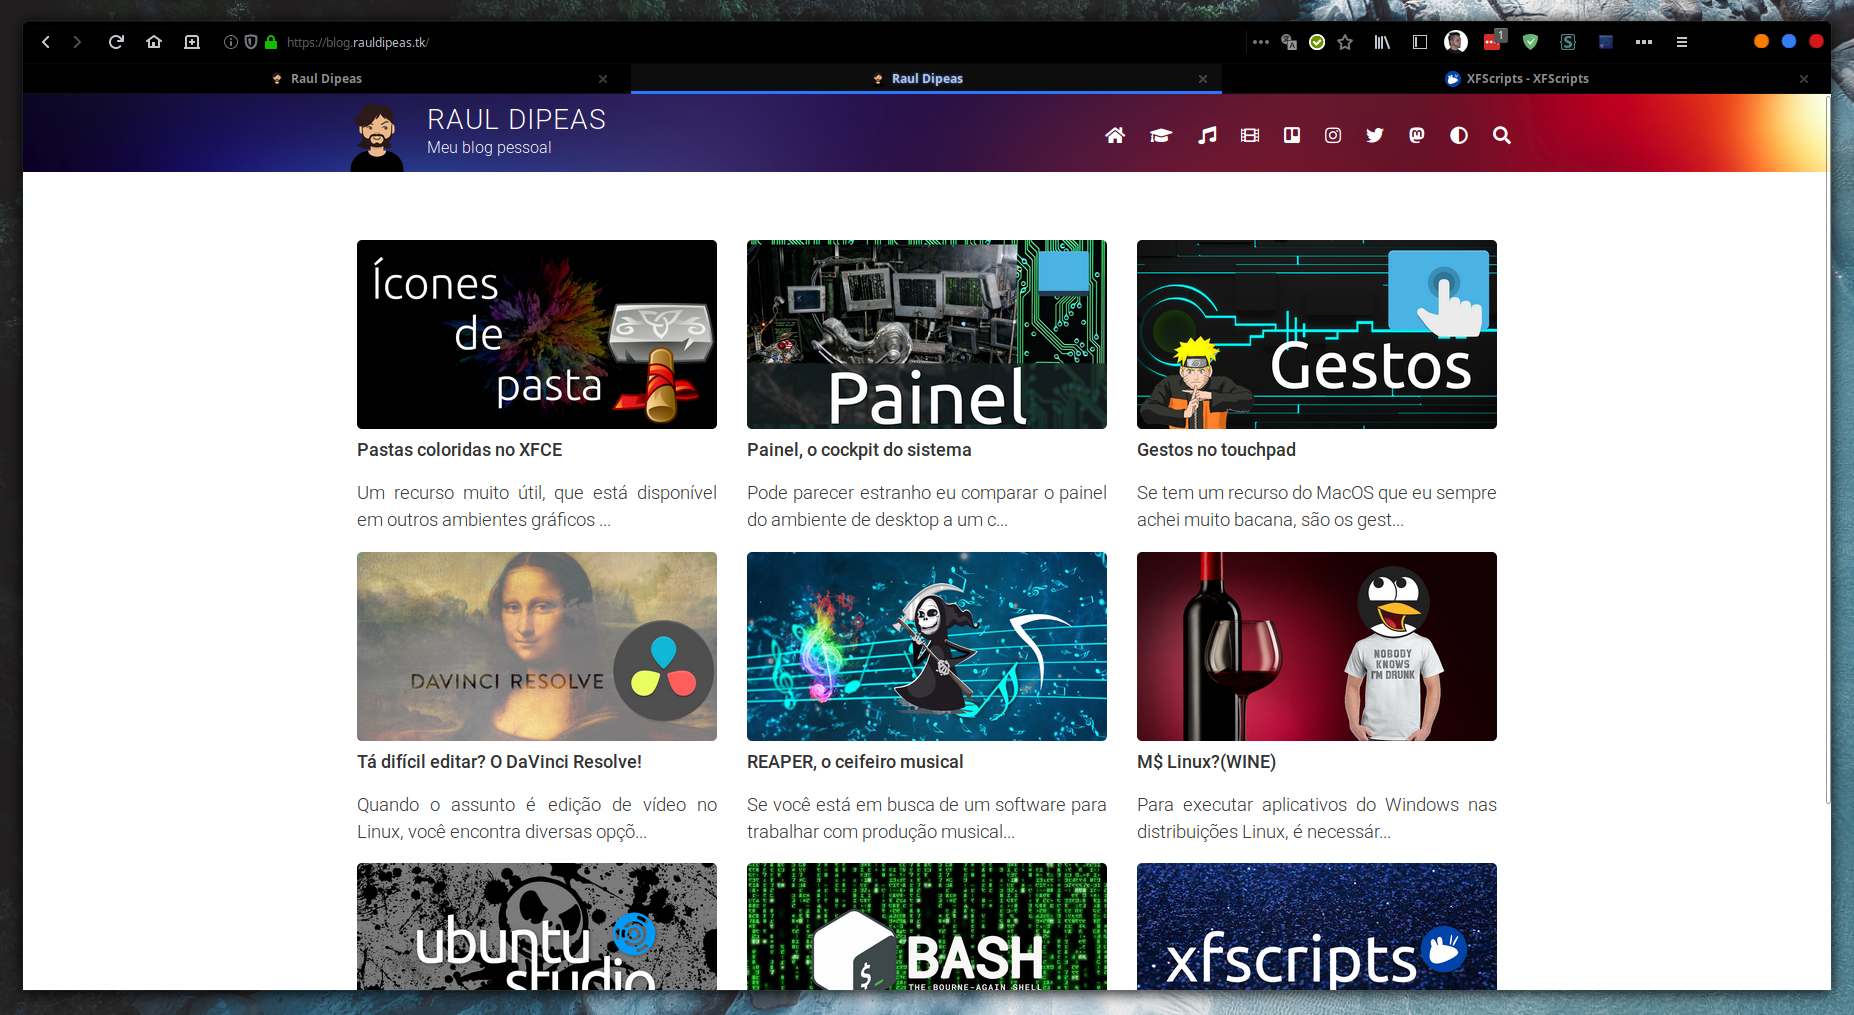 https://blog.rauldipeas.tk/
1
Raul Dipeas
Raul Dipeas
XFScripts - XFScripts
RAUL DIPEAS
Meu blog pessoal
Ícones
de
pasta
Painel
Gestos
Pastas coloridas no XFCE
Painel, o cockpit do sistema
Gestos no touchpad
Um recurso muito útil, que está disponível
em outros ambientes gráficos ...
Pode parecer estranho eu comparar o painel
do ambiente de desktop a um c...
Se tem um recurso do MacOS que eu sempre
achei muito bacana, são os gest...
DAVINCI RESOLVE
NOBODY
KNOWS
I'M DRUNK
Tá difícil editar? O DaVinci Resolve!
REAPER, o ceifeiro musical
M$ Linux?(WINE)
Quando o assunto é edição de vídeo no
Linux, você encontra diversas opçõ...
Se você está em busca de um software para
trabalhar com produção musical...
Para executar aplicativos do Windows nas
distribuições Linux, é necessár...
ubuntu
studio
BASH
THE BOURNE-AGAIN SHELL
xfscripts